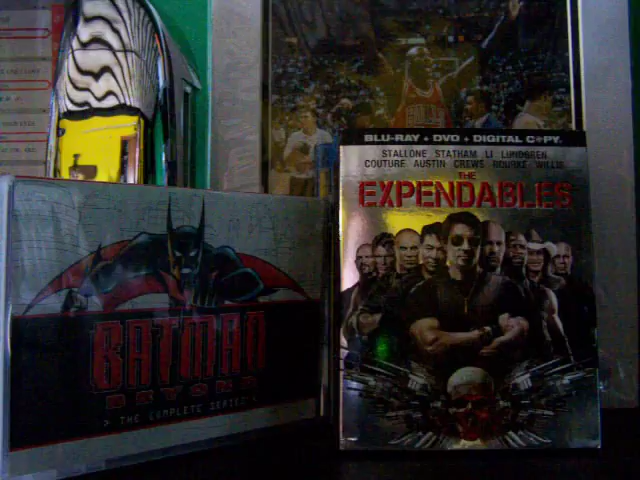 BLU-RAY + DVD + DIGITAL COPY
STALLONE STATHAM LI LUNDGREN
COUTURE AUSTIN CREWS ROURKE WILLIS
THE
EXPENDABLES
BULLS
BATMAN
BEYOND
> THE COMPLETE SERIES <